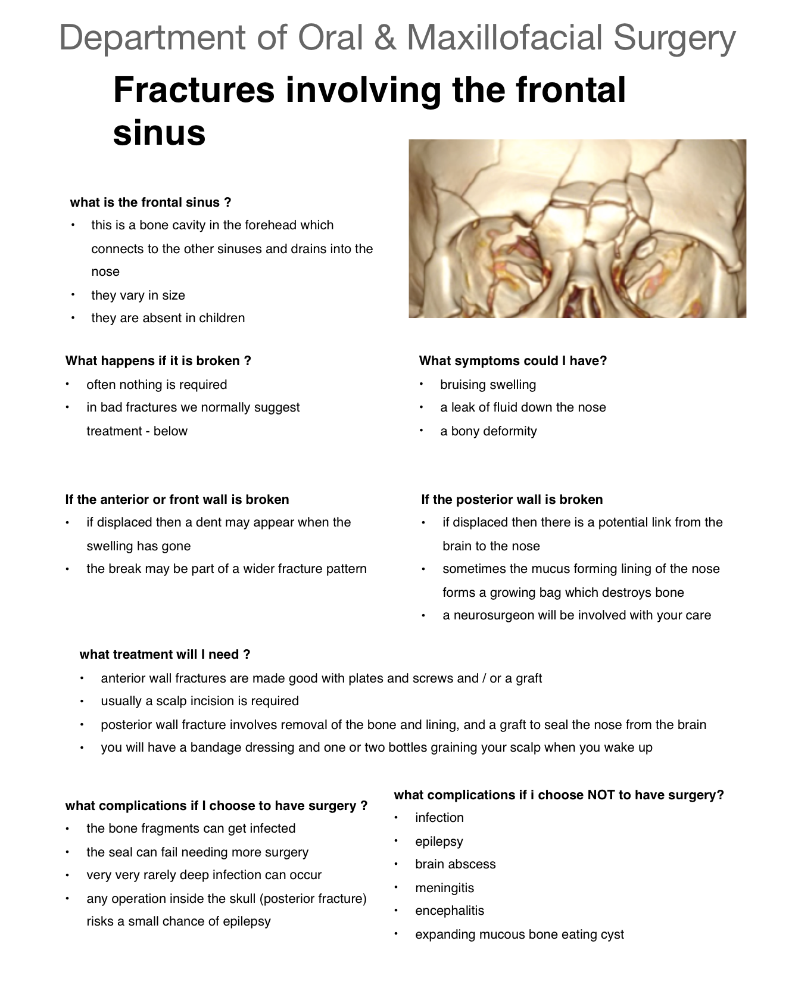 Department of Oral & Maxillofacial Surgery
Fractures involving the frontal
sinus
what is the frontal sinus ?
• this is a bone cavity in the forehead which
connects to the other sinuses and drains into the
nose
• they vary in size
• they are absent in children
What happens if it is broken ?
• often nothing is required
• in bad fractures we normally suggest
treatment - below
What symptoms could I have?
• bruising swelling
• a leak of fluid down the nose
• a bony deformity
If the anterior or front wall is broken
• if displaced then a dent may appear when the
swelling has gone
• the break may be part of a wider fracture pattern
If the posterior wall is broken
• if displaced then there is a potential link from the
brain to the nose
• sometimes the mucus forming lining of the nose
forms a growing bag which destroys bone
• a neurosurgeon will be involved with your care
what treatment will I need ?
• anterior wall fractures are made good with plates and screws and / or a graft
• usually a scalp incision is required
• posterior wall fracture involves removal of the bone and lining, and a graft to seal the nose from the brain
• you will have a bandage dressing and one or two bottles graining your scalp when you wake up
what complications if I choose to have surgery ?
• the bone fragments can get infected
• the seal can fail needing more surgery
• very very rarely deep infection can occur
• any operation inside the skull (posterior fracture)
risks a small chance of epilepsy
what complications if i choose NOT to have surgery?
• infection
• epilepsy
• brain abscess
• meningitis
• encephalitis
• expanding mucous bone eating cyst